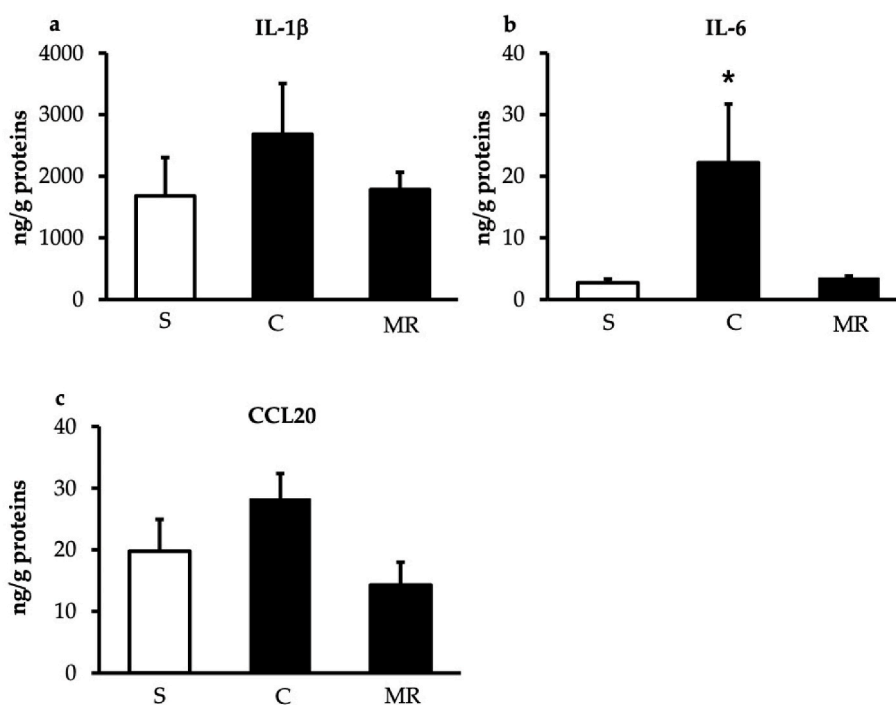 a
IL-1β
ng/g proteins
4000
3000
2000
1000
0
S C MR
b
IL-6
ng/g proteins
40
30
20
10
0
*
S C MR
c
CCL20
ng/g proteins
40
30
20
10
0
S C MR